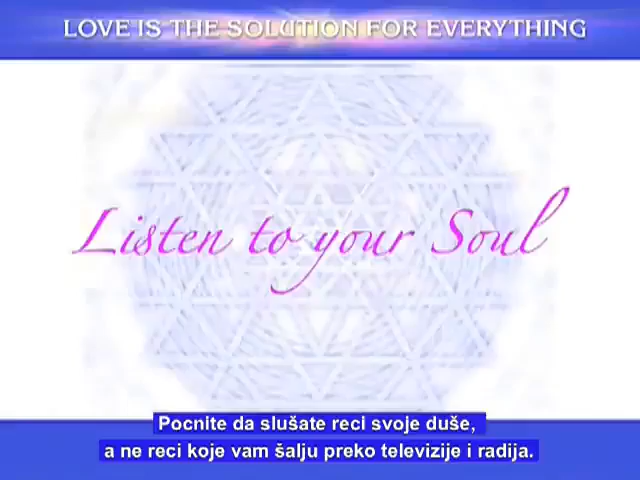 LOVE IS THE SOLUTION FOR EVERYTHING
Listen to your Soul
Pocnite da slušate reci svoje duše,
a ne reci koje vam šalju preko televizije i radija.